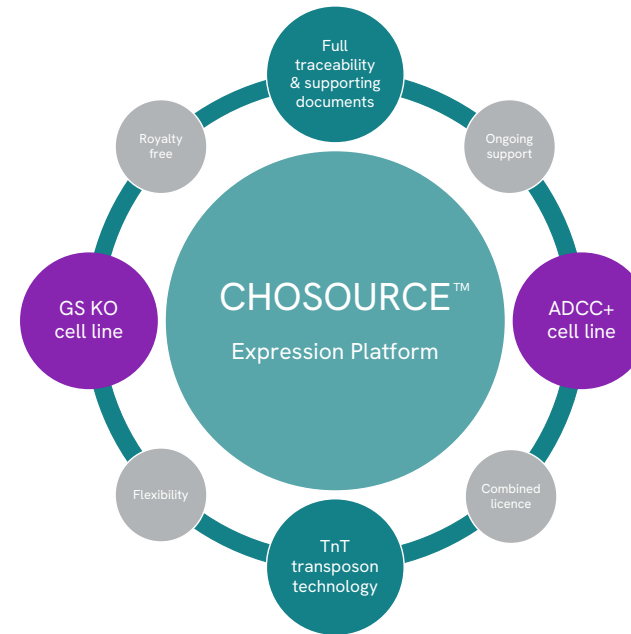 Full
traceability
& supporting
documents
Royalty
free
Ongoing
support
GS KO
cell line
CHOSOURCE™
Expression Platform
ADCC+
cell line
Flexibility
Combined
licence
TnT
transposon
technology